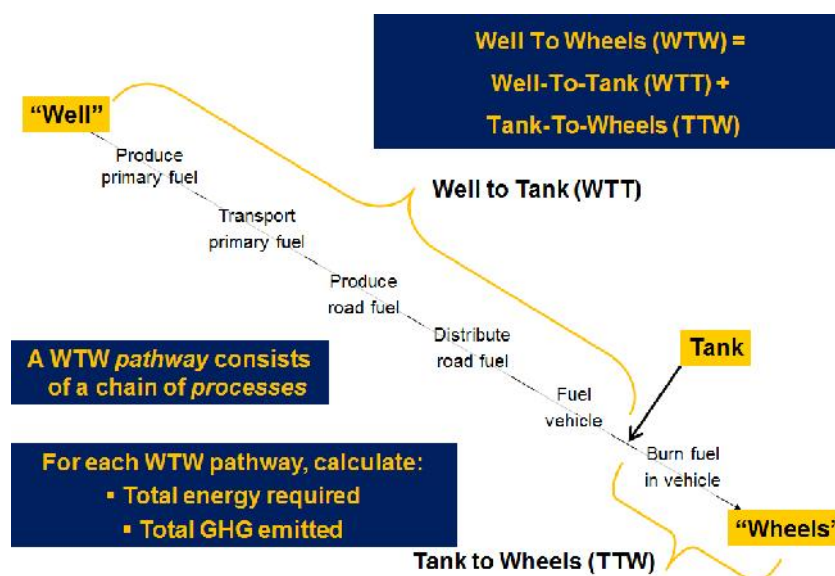 Well To Wheels (WTW) =
Well-To-Tank (WTT) +
Tank-To-Wheels (TTW)
“Well”
Produce
primary fuel
Well to Tank (WTT)
Transport
primary fuel
Produce
road fuel
Distribute
road fuel
Tank
A WTW pathway consists
of a chain of processes
Fuel
vehicle
Burn fuel
in vehicle
For each WTW pathway, calculate:
▪ Total energy required
▪ Total GHG emitted
“Wheels”
Tank to Wheels (TTW)